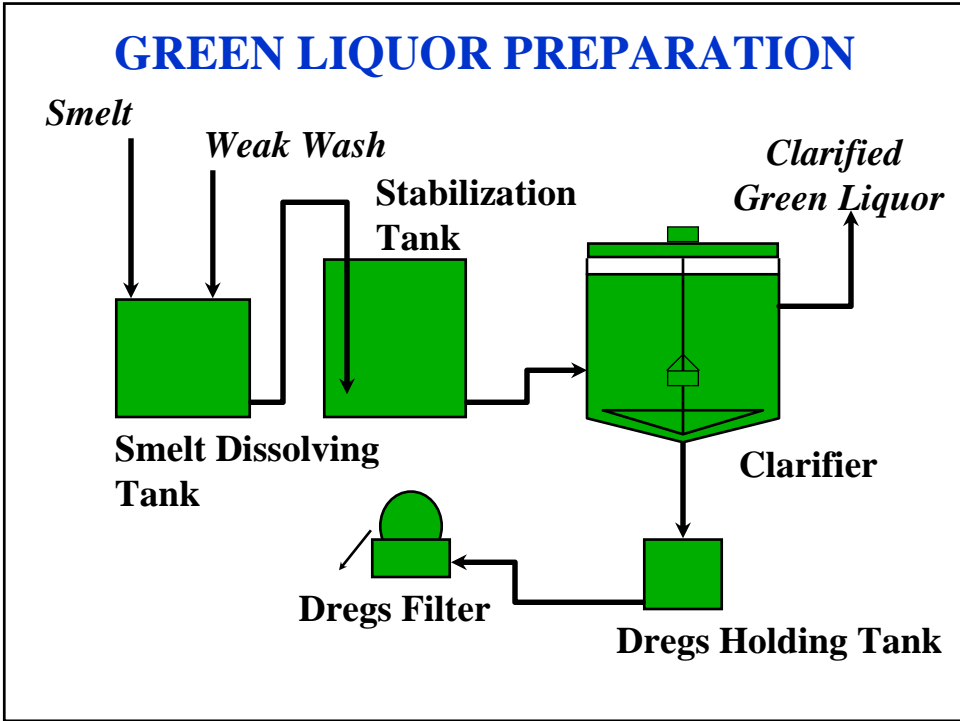 GREEN LIQUOR PREPARATION
Smelt
Weak Wash
Stabilization
Tank
Clarified
Green Liquor
Smelt Dissolving
Tank
Clarifier
Dregs Filter
Dregs Holding Tank